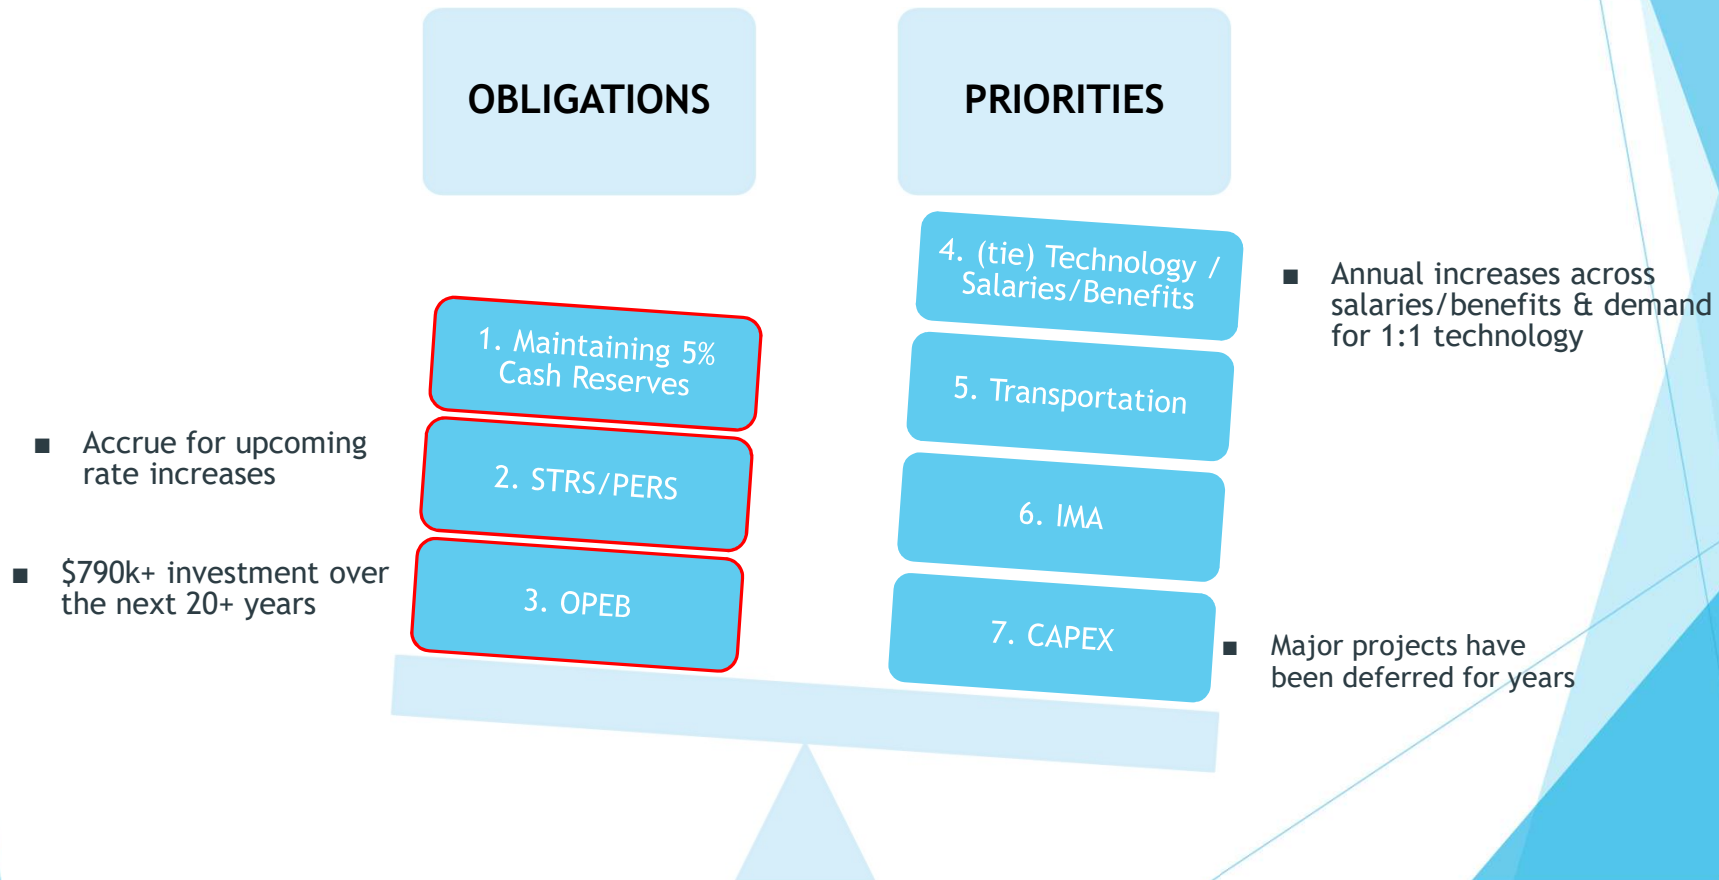 OBLIGATIONS
PRIORITIES
1. Maintaining 5%
Cash Reserves
2. STRS/PERS
3. OPEB
■ Accrue for upcoming
rate increases
■ $790k+ investment over
the next 20+ years
4. (tie) Technology /
Salaries/Benefits
5. Transportation
6. IMA
7. CAPEX
■ Annual increases across
salaries/benefits & demand
for 1:1 technology
■ Major projects have
been deferred for years